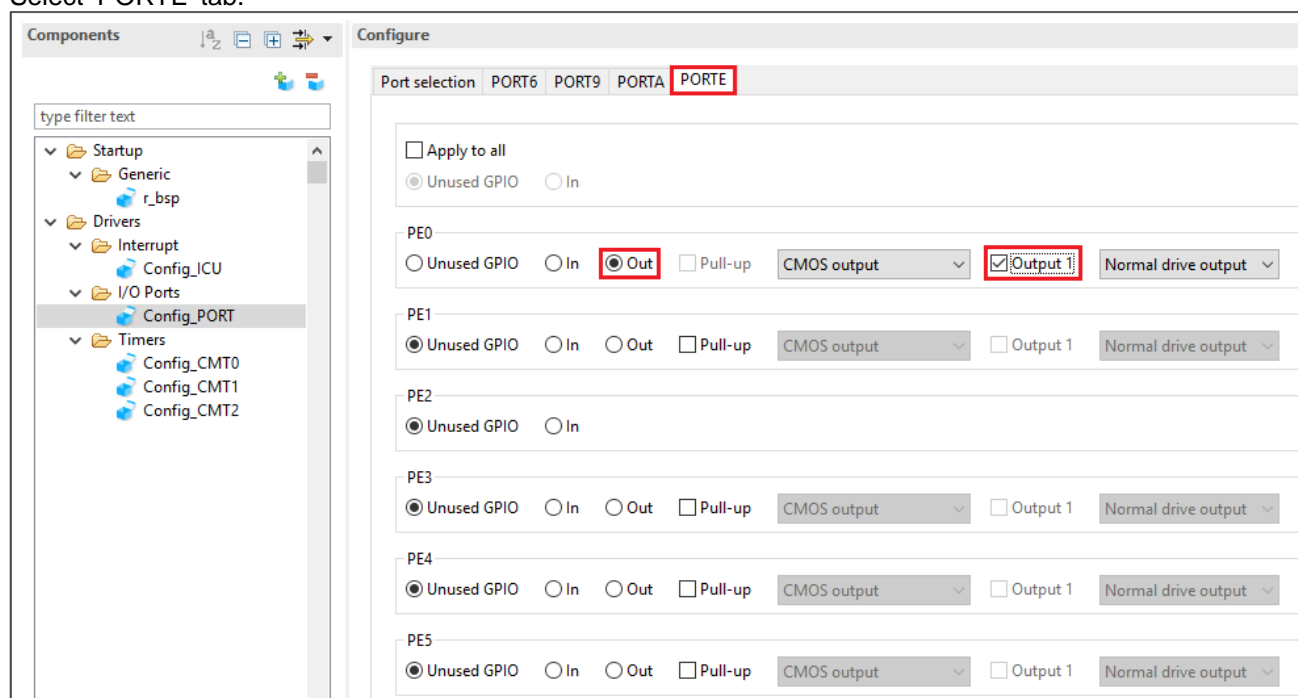 Select 'PORTE' tab.
Components
Configure
Port selection PORT6 PORT9 PORTA PORTE
type filter text
Startup
Generic
r_bsp
Drivers
Interrupt
Config_ICU
I/O Ports
Config_PORT
Timers
Config_CMT0
Config_CMT1
Config_CMT2
Apply to all
Unused GPIO In
PE0
Unused GPIO In Out Pull-up CMOS output Output 1 Normal drive output
PE1
Unused GPIO In Out Pull-up CMOS output Output 1 Normal drive output
PE2
Unused GPIO In
PE3
Unused GPIO In Out Pull-up CMOS output Output 1 Normal drive output
PE4
Unused GPIO In Out Pull-up CMOS output Output 1 Normal drive output
PE5
Unused GPIO In Out Pull-up CMOS output Output 1 Normal drive output